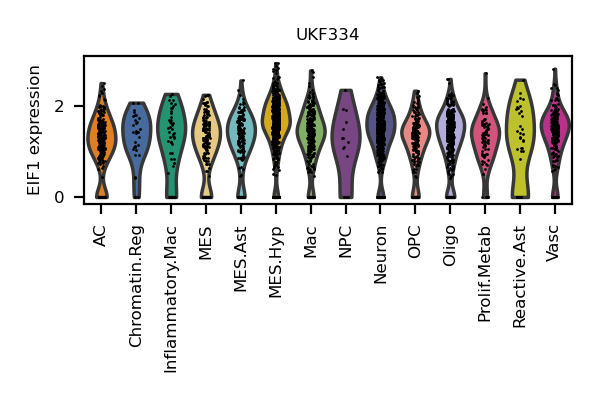 UKF334
EIF1 expression
2
0
AC
Chromatin.Reg
Inflammatory.Mac
MES
MES.Ast
MES.Hyp
Mac
NPC
Neuron
OPC
Oligo
Prolif.Metab
Reactive.Ast
Vasc